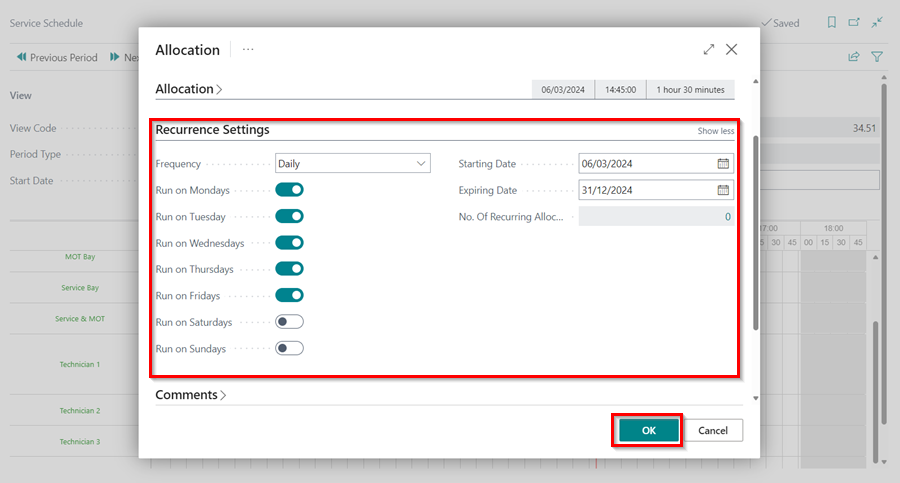 Service Schedule
Saved
Previous Period
View
View Code
34.51
Period Type
Start Date
17:00 18:00
30 45 00 15 30 45
MOT Bay
Service Bay
Service & MOT
Technician 1
Technician 2
Technician 3
Allocation ...
Allocation >
06/03/2024 14:45:00 1 hour 30 minutes
Recurrence Settings
Show less
Frequency Daily
Starting Date 06/03/2024
Run on Mondays
Expiring Date 31/12/2024
Run on Tuesday
No. Of Recurring Alloc... 0
Run on Wednesdays
Run on Thursdays
Run on Fridays
Run on Saturdays
Run on Sundays
Comments >
OK Cancel